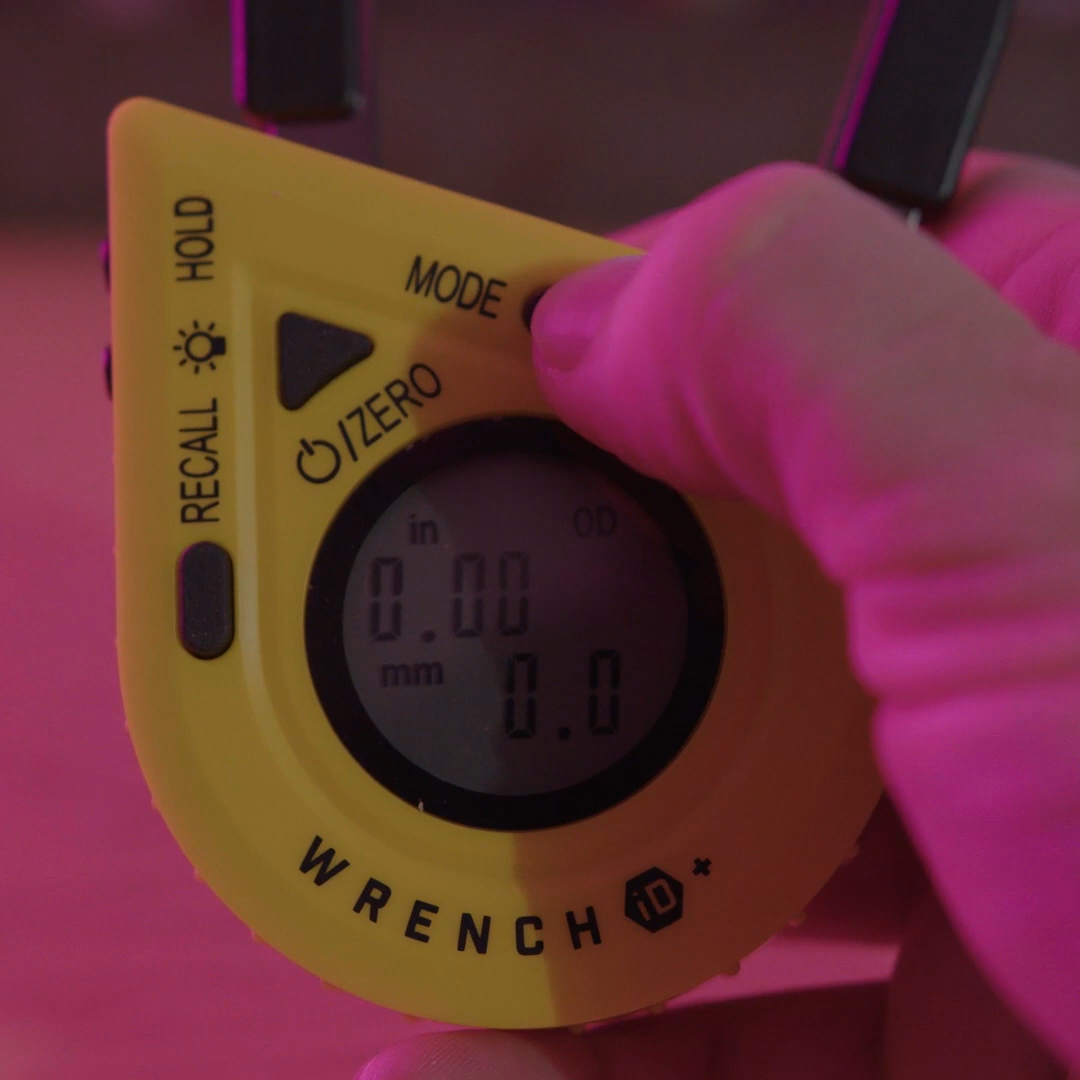 HOLD
RECALL
MODE
/ZERO
in OD
0.00
mm 0.0
WRENCH iD+